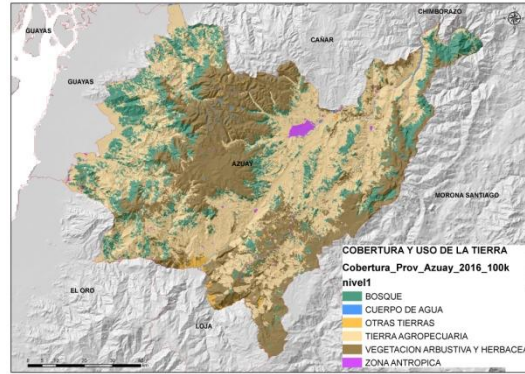 CHIMBORAZO
GUAYAS
CAÑAR
GUAYAS
AZUAY
MORONA SANTIAGO
EL ORO
LOJA
COBERTURA Y USO DE LA TIERRA
Cobertura_Prov_Azuay_2016_100k
nivel1
BOSQUE
CUERPO DE AGUA
OTRAS TIERRAS
TIERRA AGROPECUARIA
VEGETACION ARBUSTIVA Y HERBACEA
ZONA ANTROPICA